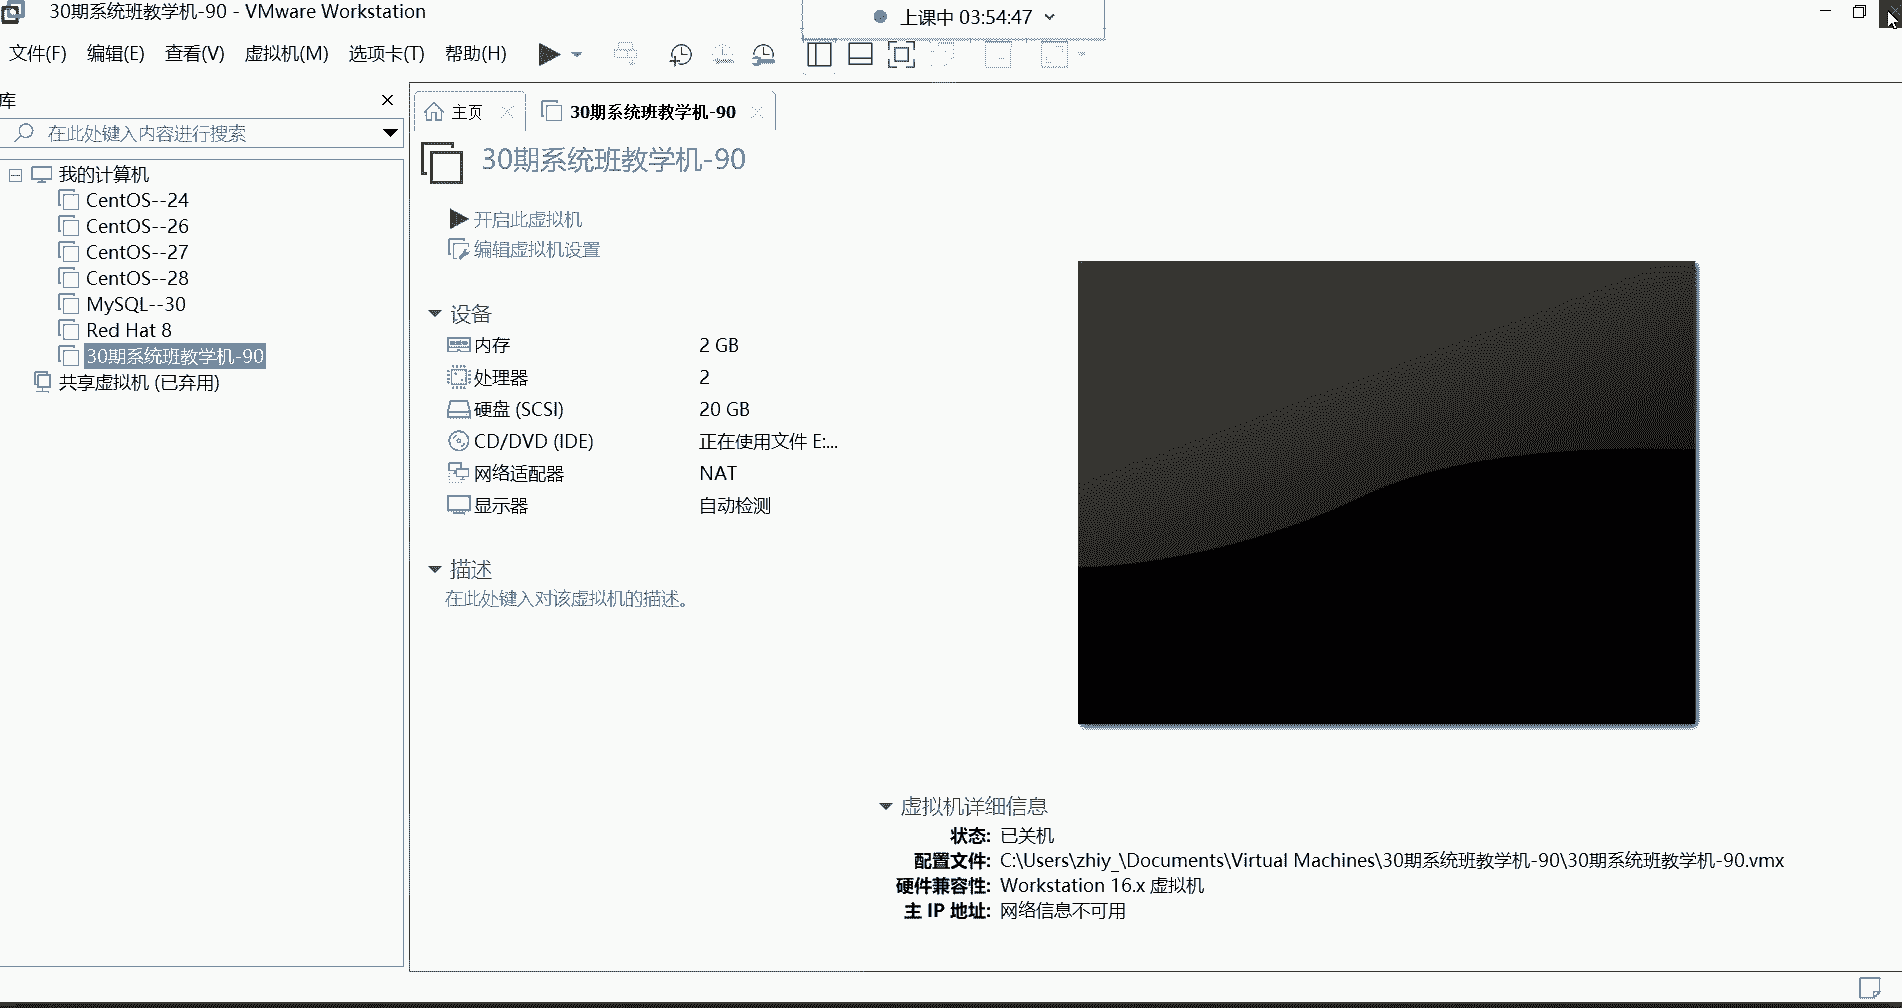 30期系统班教学机-90 - VMware Workstation
上课中 03:54:47
文件(F) 编辑(E) 查看(V) 虚拟机(M) 选项卡(T) 帮助(H)
库
在此处键入内容进行搜索
我的计算机
CentOS--24
CentOS--26
CentOS--27
CentOS--28
MySQL--30
Red Hat 8
30期系统班教学机-90
共享虚拟机 (已弃用)
主页
30期系统班教学机-90
30期系统班教学机-90
开启此虚拟机
编辑虚拟机设置
设备
内存 2 GB
处理器 2
硬盘 (SCSI) 20 GB
CD/DVD (IDE) 正在使用文件 E:...
网络适配器 NAT
显示器 自动检测
描述
在此处键入对该虚拟机的描述。
虚拟机详细信息
状态: 已关机
配置文件: C:\Users\zhiy_\Documents\Virtual Machines\30期系统班教学机-90\30期系统班教学机-90.vmx
硬件兼容性: Workstation 16.x 虚拟机
主 IP 地址: 网络信息不可用